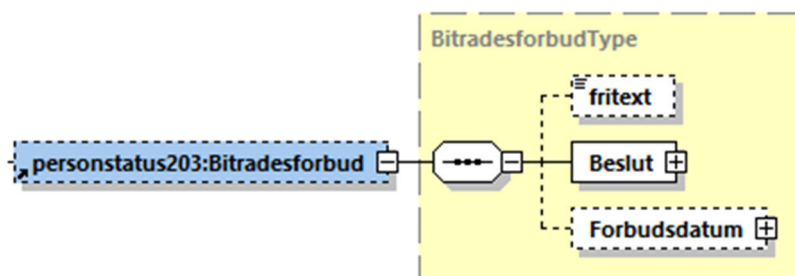 BitradesforbudType
fritext
personstatus203:Bitradesforbud
Beslut
Forbudsdatum